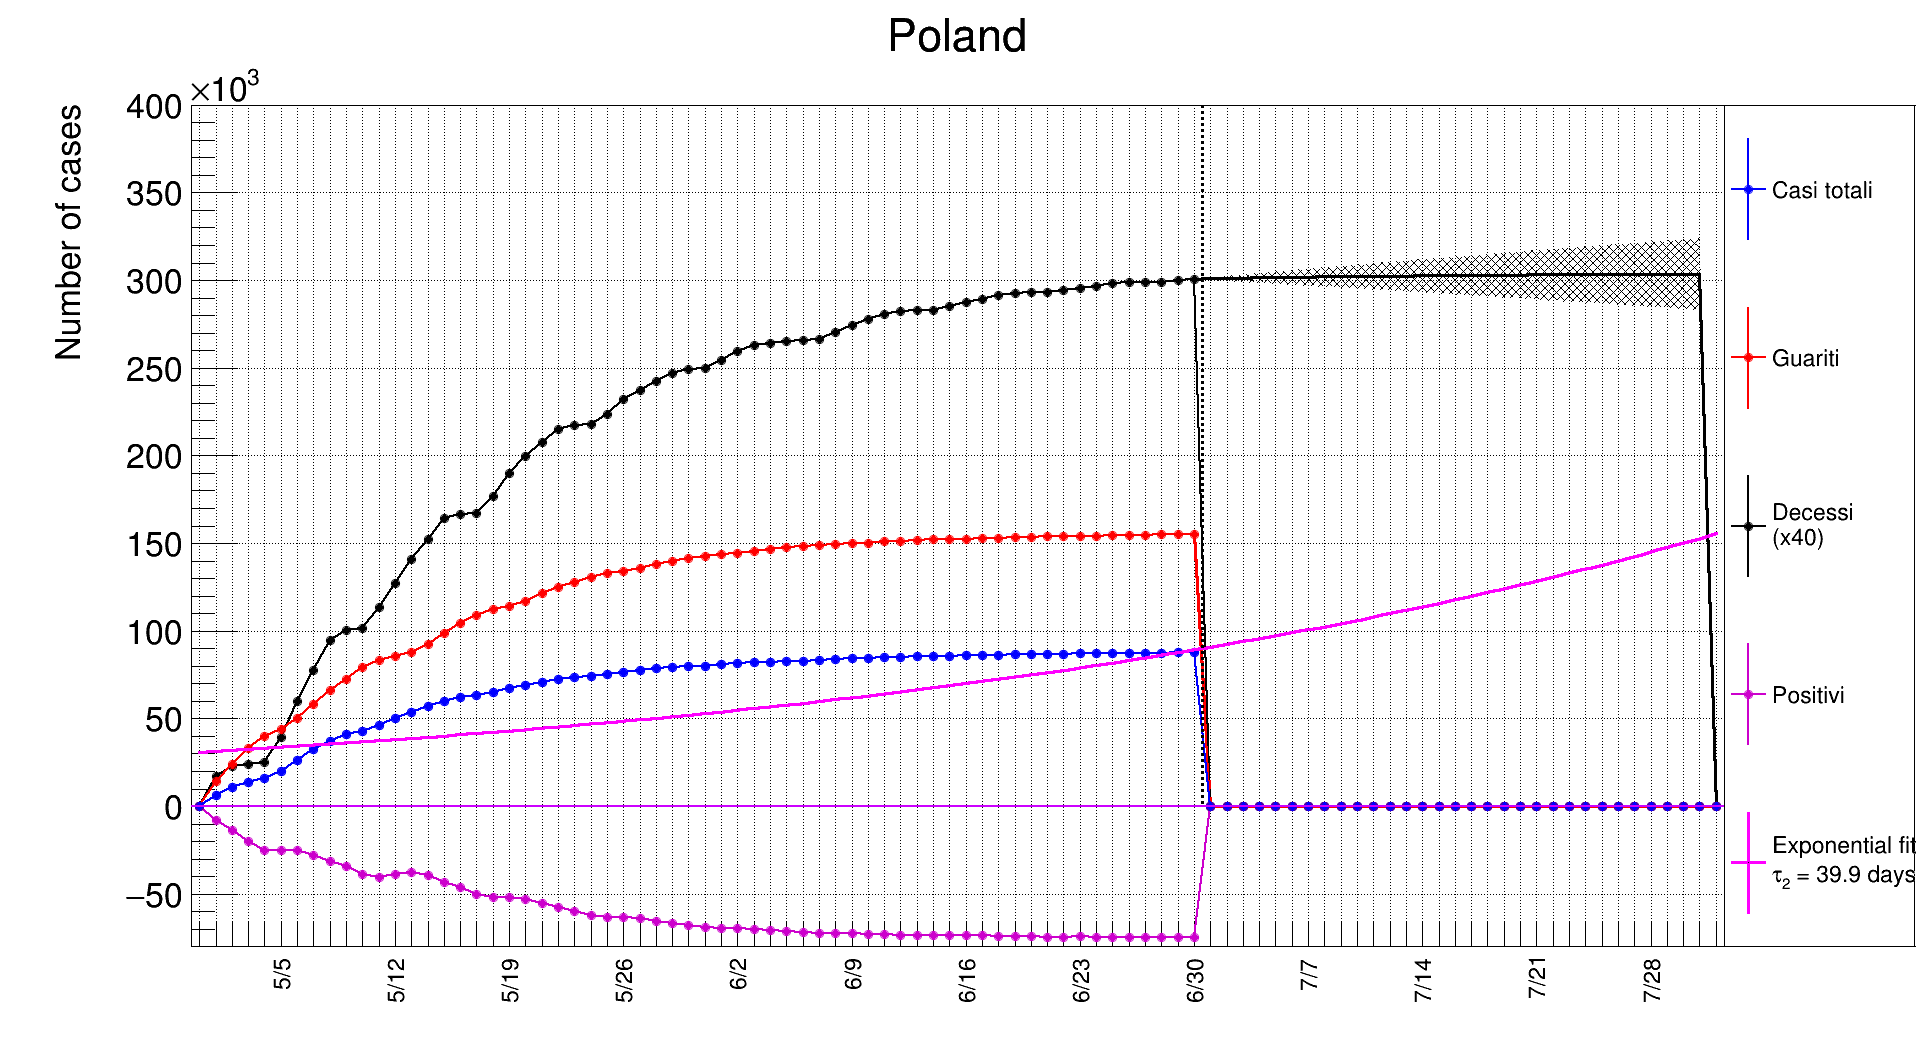 Poland
×10³
Number of cases
400
350
300
250
200
150
100
50
0
−50
5/5
5/12
5/19
5/26
6/2
6/9
6/16
6/23
6/30
7/7
7/14
7/21
7/28
Casi totali
Guariti
Decessi
(x40)
Positivi
Exponential fit
τ₂ = 39.9 days